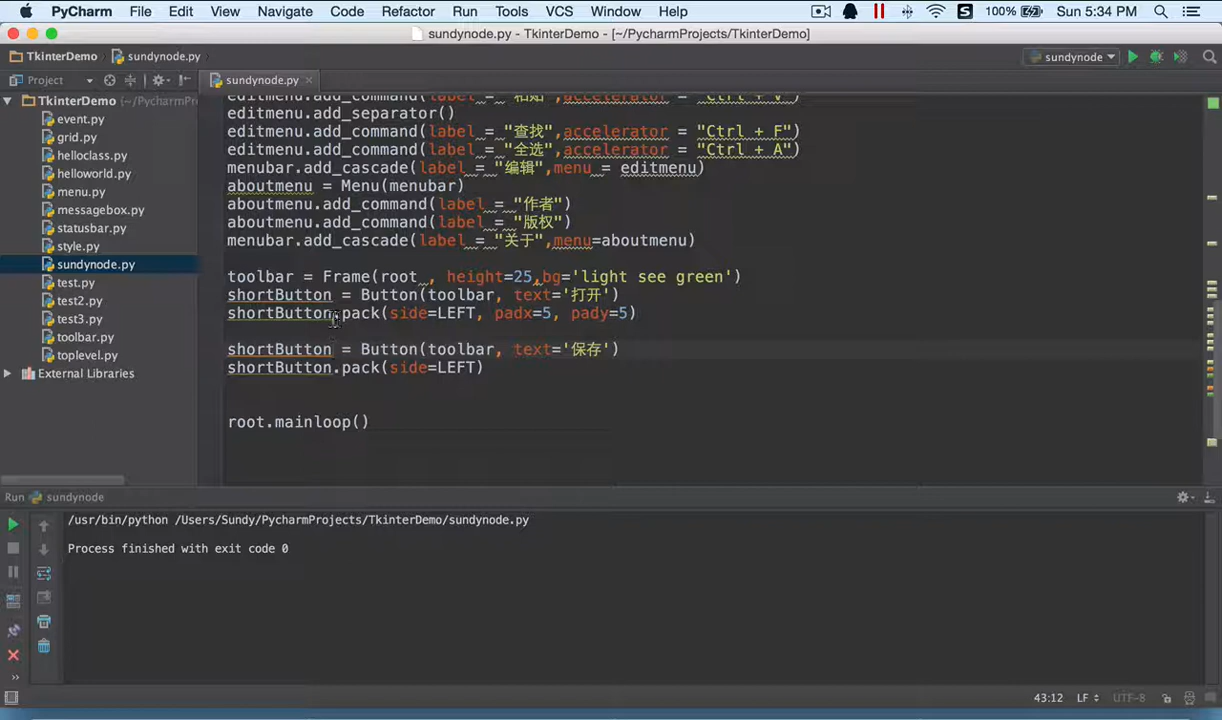 PyCharm File Edit View Navigate Code Refactor Run Tools VCS Window Help 100% Sun 5:34 PM
sundynode.py - TkinterDemo - [~/PycharmProjects/TkinterDemo]
TkinterDemo sundynode.py sundynode
Project sundynode.py
TkinterDemo (~/PycharmPr
event.py
grid.py
helloclass.py
helloworld.py
menu.py
messagebox.py
statusbar.py
style.py
sundynode.py
test.py
test2.py
test3.py
toolbar.py
toplevel.py
External Libraries
editmenu.add_command(label = "粘贴",accelerator = "Ctrl + V")
editmenu.add_separator()
editmenu.add_command(label = "查找",accelerator = "Ctrl + F")
editmenu.add_command(label = "全选",accelerator = "Ctrl + A")
menubar.add_cascade(label = "编辑",menu = editmenu)
aboutmenu = Menu(menubar)
aboutmenu.add_command(label = "作者")
aboutmenu.add_command(label = "版权")
menubar.add_cascade(label = "关于",menu=aboutmenu)
toolbar = Frame(root , height=25,bg='light see green')
shortButton = Button(toolbar, text='打开')
shortButton.pack(side=LEFT, padx=5, pady=5)
shortButton = Button(toolbar, text='保存')
shortButton.pack(side=LEFT)
root.mainloop()
Run sundynode
/usr/bin/python /Users/Sundy/PycharmProjects/TkinterDemo/sundynode.py
Process finished with exit code 0
43:12 LF UTF-8